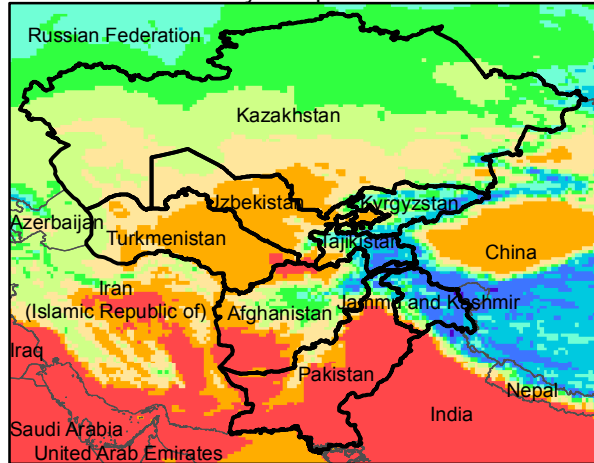 Russian Federation
Kazakhstan
Uzbekistan
Kyrgyzstan
Azerbaijan
Turkmenistan
Tajikistan
China
Iran
(Islamic Republic of)
Afghanistan
Jammu and Kashmir
Iraq
Pakistan
Nepal
India
Saudi Arabia
United Arab Emirates